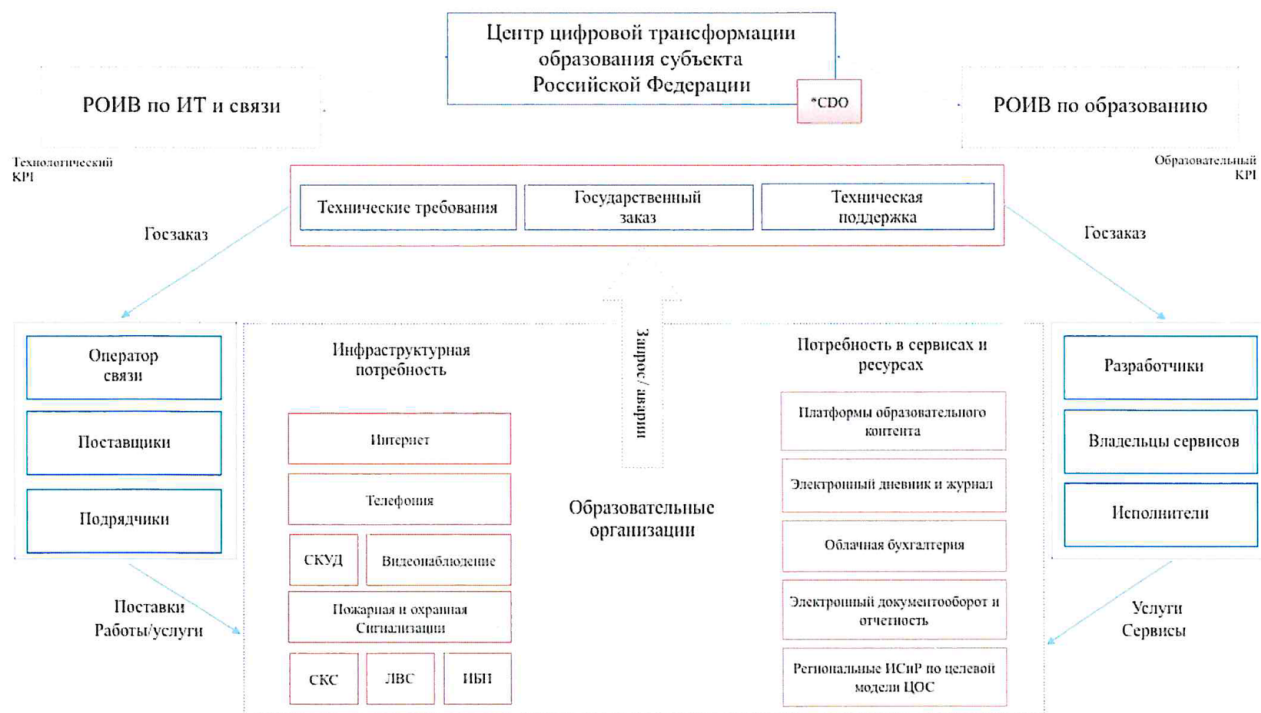 Центр цифровой трансформации
образования субъекта
Российской Федерации
*CDO
РОИВ по ИТ и связи
РОИВ по образованию
Технологический
KPI
Образовательный
KPI
Технические требования
Государственный
заказ
Техническая
поддержка
Госзаказ
Госзаказ
Запрос/ аварии
Оператор
связи
Поставщики
Подрядчики
Поставки
Работы/услуги
Инфраструктурная
потребность
Интернет
Телефония
СКУД
Видеонаблюдение
Пожарная и охранная
Сигнализации
СКС
ЛВС
ИБП
Образовательные
организации
Потребность в сервисах и
ресурсах
Платформы образовательного
контента
Электронный дневник и журнал
Облачная бухгалтерия
Электронный документооборот и
отчетность
Региональные ИСиР по целевой
модели ЦОС
Разработчики
Владельцы сервисов
Исполнители
Услуги
Сервисы